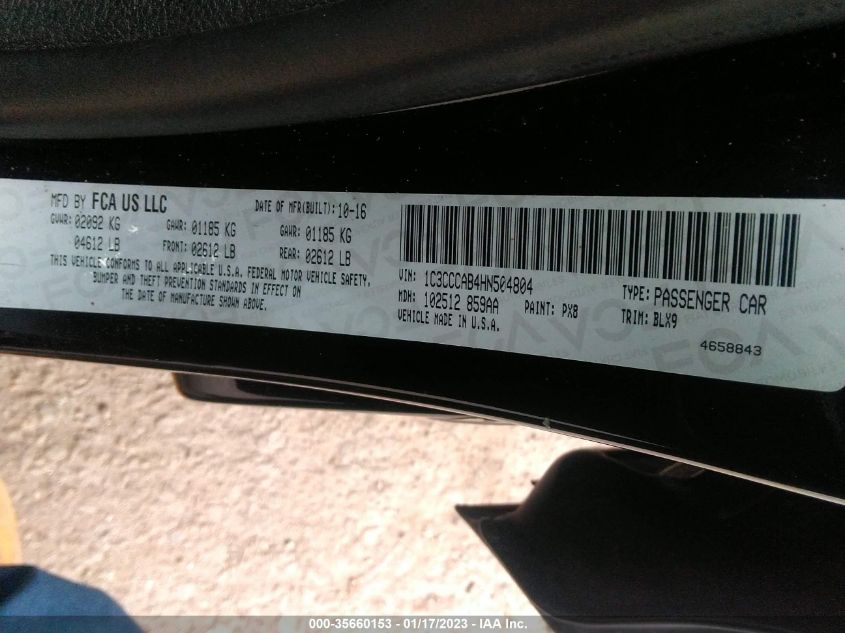 MFD BY FCA US LLC
DATE OF MFR(BUILT): 10-16
GVWR: 02092 KG
GAWR: 01185 KG
GAWR: 01185 KG
04612 LB
FRONT: 02612 LB
REAR: 02612 LB
THIS VEHICLE CONFORMS TO ALL APPLICABLE U.S.A. FEDERAL MOTOR VEHICLE SAFETY,
BUMPER AND THEFT PREVENTION STANDARDS IN EFFECT ON
THE DATE OF MANUFACTURE SHOWN ABOVE.
VIN: 1C3CCCAB4HN504804
TYPE: PASSENGER CAR
MDH: 102512 859AA
PAINT: PX8
TRIM: BLX9
VEHICLE MADE IN U.S.A.
4658843
000-35660153 - 01/17/2023 - IAA Inc.